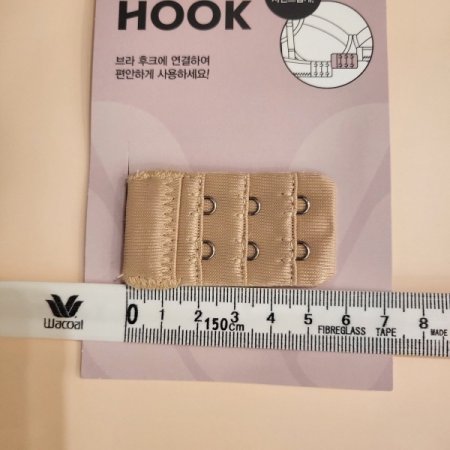 HOOK
브라 후크에 연결하여
편안하게 사용하세요!
Wacoal
0 1 2 3 4 5 6 7 8
150cm FIBREGLASS TAPE MADE